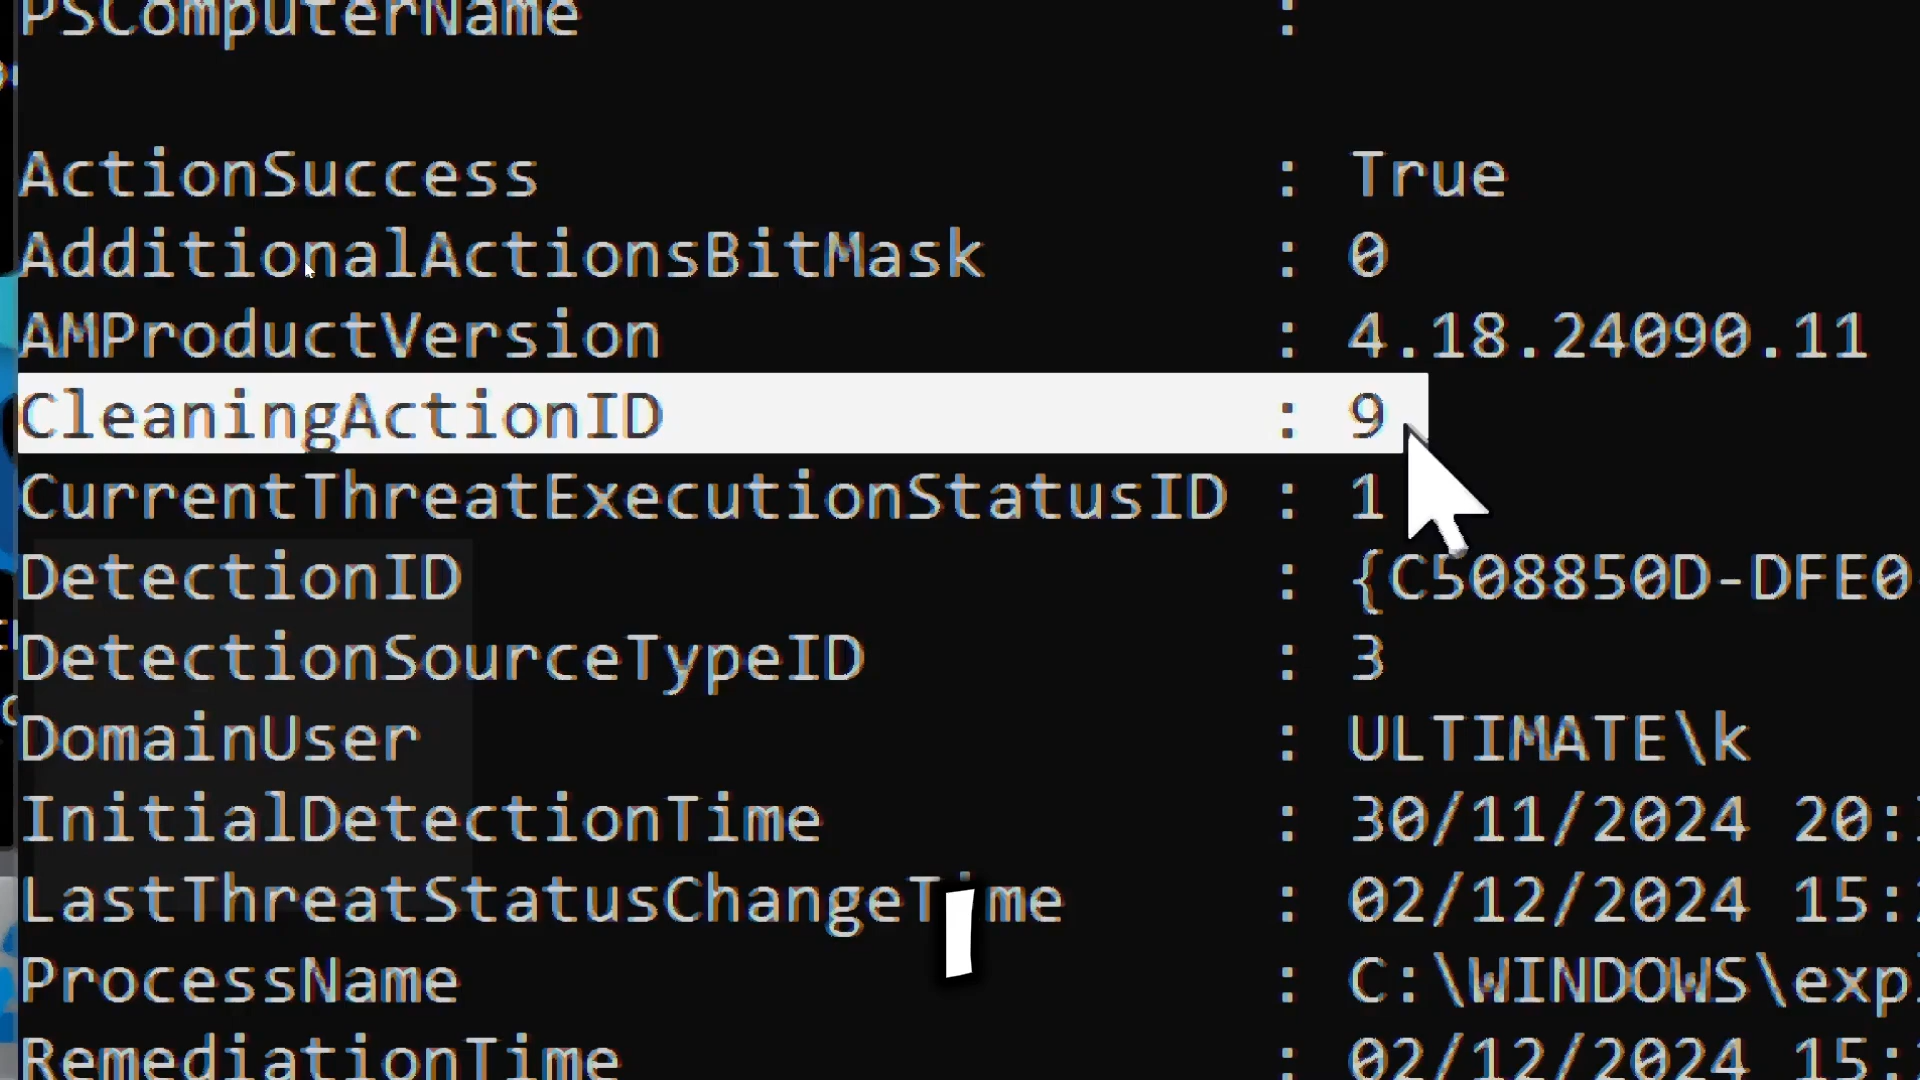 PSComputerName :
ActionSuccess : True
AdditionalActionsBitMask : 0
AMProductVersion : 4.18.24090.11
CleaningActionID : 9
CurrentThreatExecutionStatusID : 1
DetectionID : {C508850D-DFE0
DetectionSourceTypeID : 3
DomainUser : ULTIMATE\k
InitialDetectionTime : 30/11/2024 20:
LastThreatStatusChangeTime : 02/12/2024 15:
ProcessName : C:\WINDOWS\exp
RemediationTime : 02/12/2024 15: